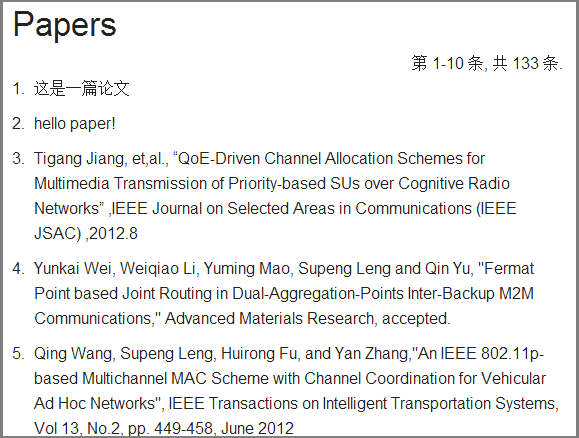 Papers
第 1-10 条, 共 133 条.
1. 这是一篇论文
2. hello paper!
3. Tigang Jiang, et,al., “QoE-Driven Channel Allocation Schemes for
Multimedia Transmission of Priority-based SUs over Cognitive Radio
Networks” ,IEEE Journal on Selected Areas in Communications (IEEE
JSAC) ,2012.8
4. Yunkai Wei, Weiqiao Li, Yuming Mao, Supeng Leng and Qin Yu, "Fermat
Point based Joint Routing in Dual-Aggregation-Points Inter-Backup M2M
Communications," Advanced Materials Research, accepted.
5. Qing Wang, Supeng Leng, Huirong Fu, and Yan Zhang,"An IEEE 802.11p-
based Multichannel MAC Scheme with Channel Coordination for Vehicular
Ad Hoc Networks", IEEE Transactions on Intelligent Transportation Systems,
Vol 13, No.2, pp. 449-458, June 2012